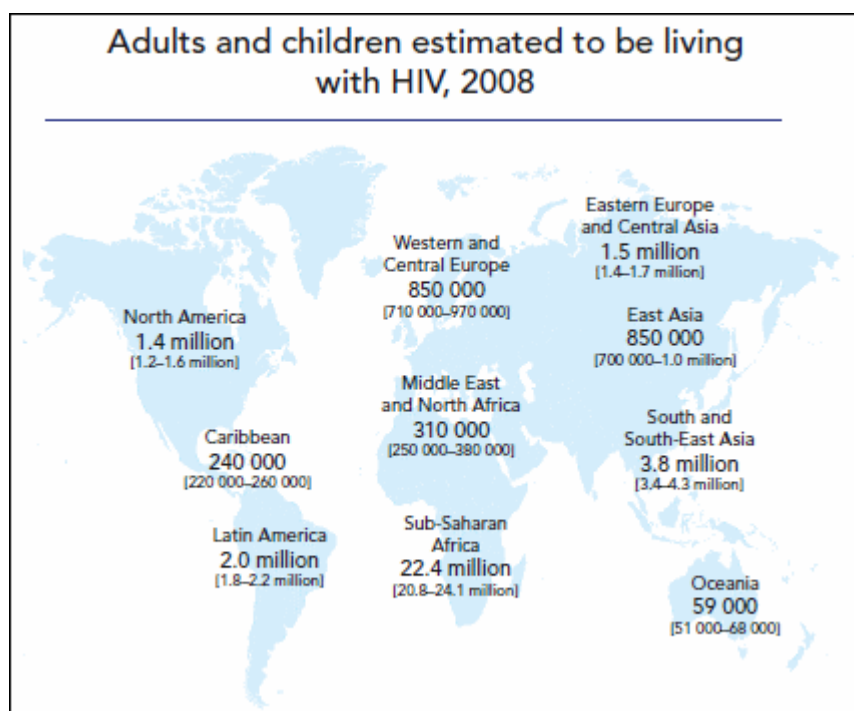 Adults and children estimated to be living
with HIV, 2008
Eastern Europe
and Central Asia
1.5 million
[1.4–1.7 million]
Western and
Central Europe
850 000
[710 000–970 000]
North America
1.4 million
[1.2–1.6 million]
East Asia
850 000
[700 000–1.0 million]
Middle East
and North Africa
310 000
[250 000–380 000]
Caribbean
240 000
[220 000–260 000]
South and
South-East Asia
3.8 million
[3.4–4.3 million]
Latin America
2.0 million
[1.8–2.2 million]
Sub-Saharan
Africa
22.4 million
[20.8–24.1 million]
Oceania
59 000
[51 000–68 000]